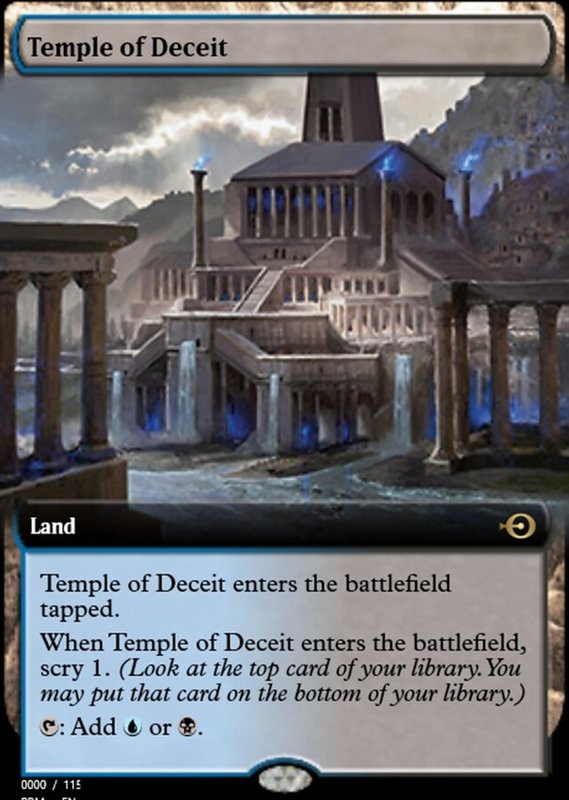 Temple of Deceit
Land
Temple of Deceit enters the battlefield
tapped.
When Temple of Deceit enters the battlefield,
scry 1. (Look at the top card of your library. You
may put that card on the bottom of your library.)
: Add or .
0000 / 115